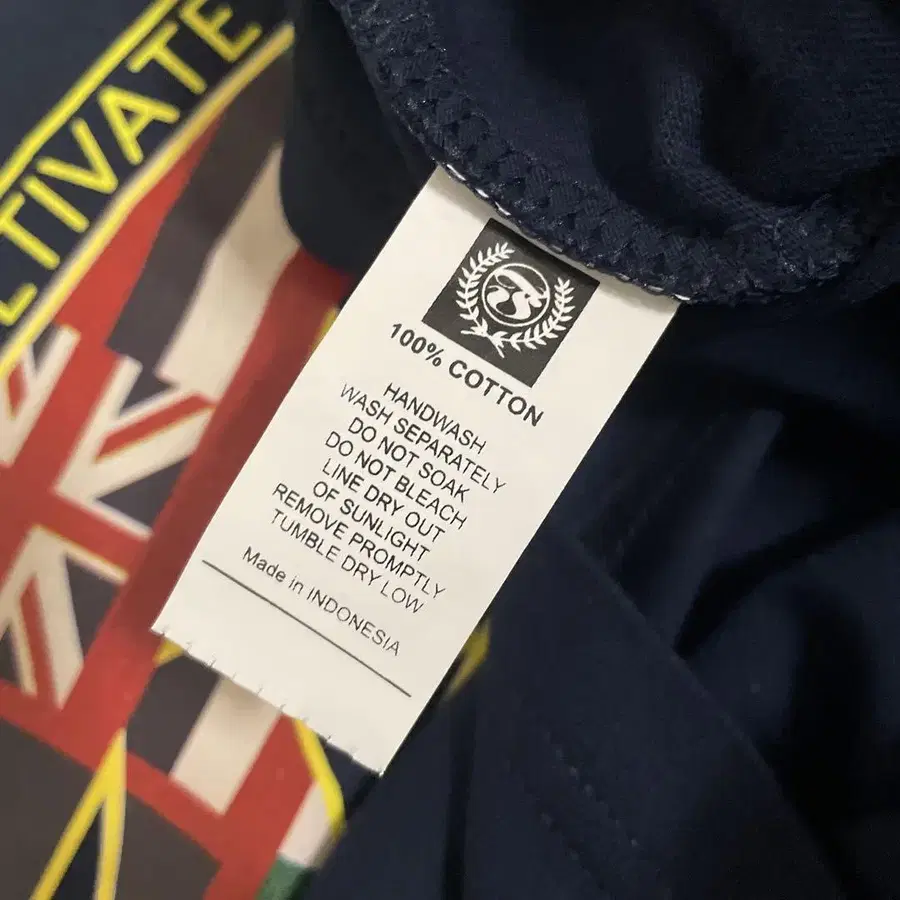 LTIVATE
100% COTTON
HANDWASH
WASH SEPARATELY
DO NOT SOAK
DO NOT BLEACH
LINE DRY OUT
OF SUNLIGHT
REMOVE PROMPTLY
TUMBLE DRY LOW
Made in INDONESIA